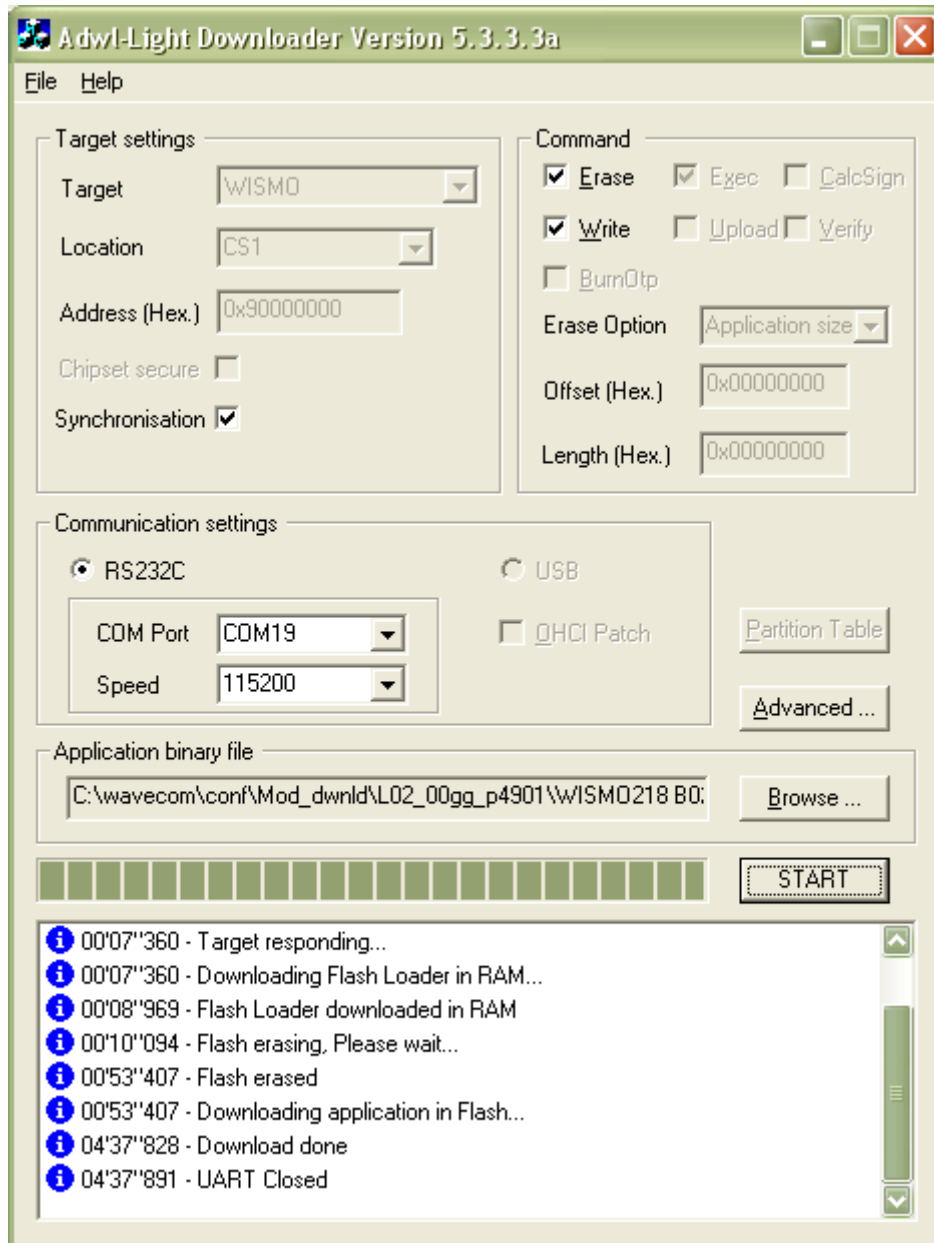 Adwl-Light Downloader Version 5.3.3.3a
File Help
Target settings
Target WISMO
Location CS1
Address (Hex.) 0x90000000
Chipset secure
Synchronisation
Command
Erase Exec CalcSign
Write Upload Verify
BurnOtp
Erase Option Application size
Offset (Hex.) 0x00000000
Length (Hex.) 0x00000000
Communication settings
RS232C USB
COM Port COM19 OHCI Patch
Speed 115200
Partition Table
Advanced ...
Application binary file
C:\wavecom\conf\Mod_dwnld\L02_00gg_p4901\WISMO218 Browse ...
START
00'07"360 - Target responding...
00'07"360 - Downloading Flash Loader in RAM...
00'08"969 - Flash Loader downloaded in RAM
00'10"094 - Flash erasing, Please wait...
00'53"407 - Flash erased
00'53"407 - Downloading application in Flash...
04'37"828 - Download done
04'37"891 - UART Closed